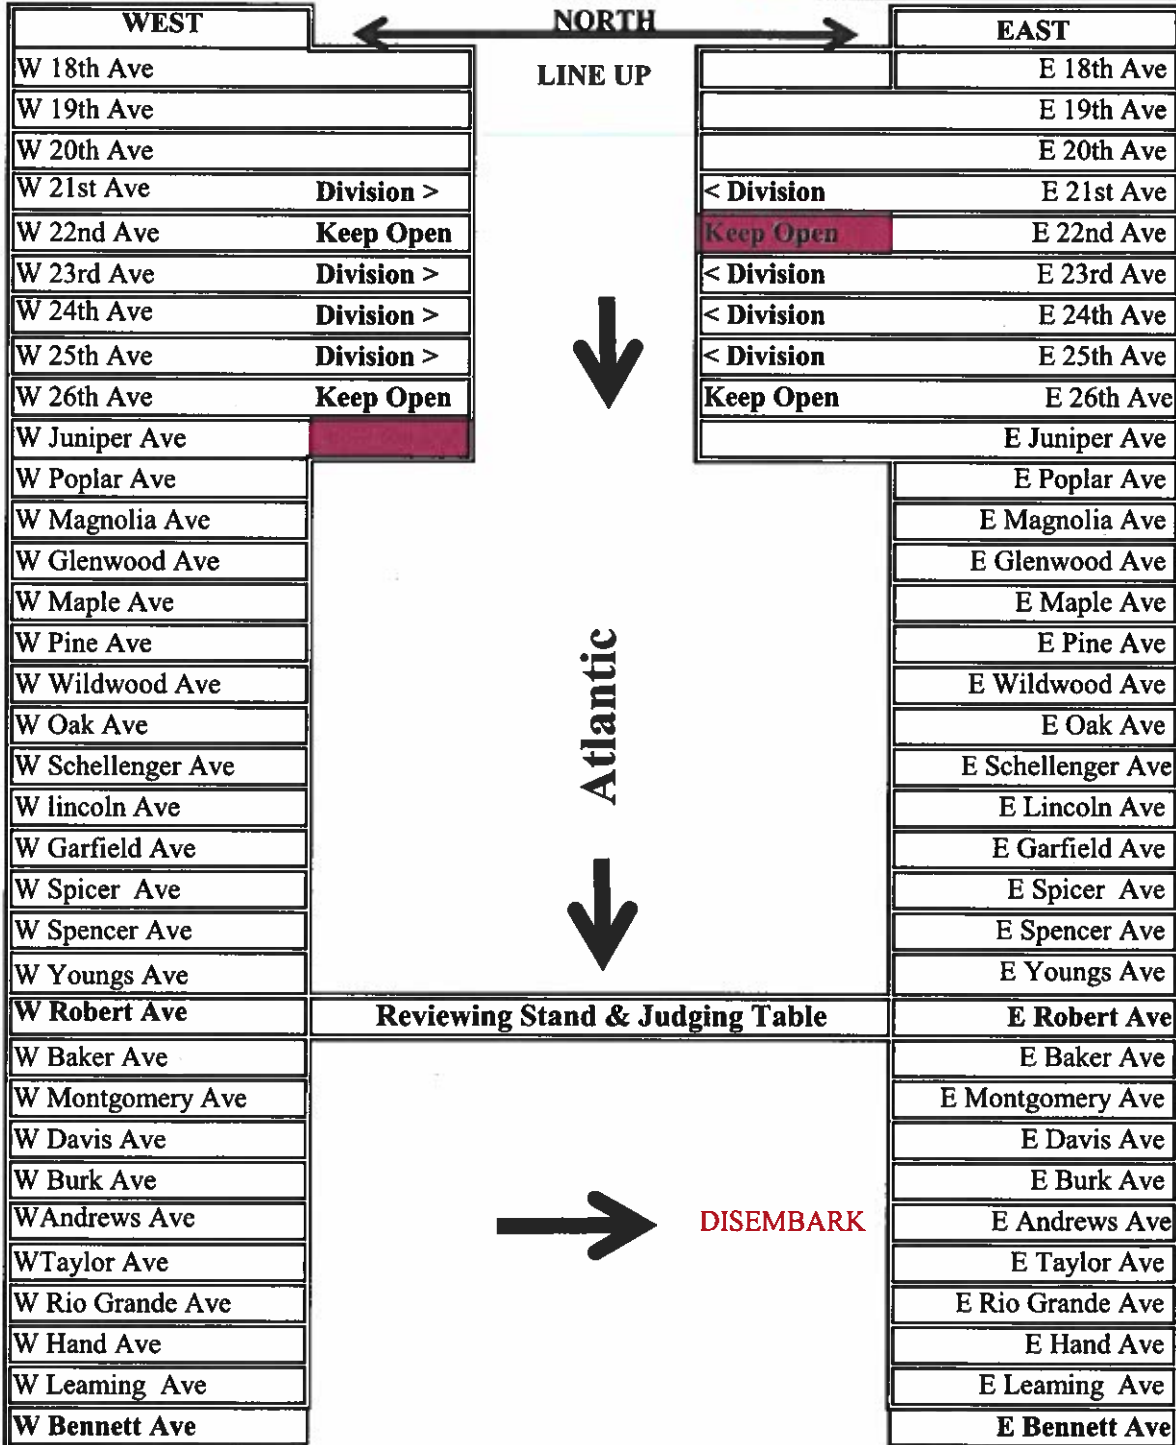 WEST NORTH EAST
W 18th Ave LINE UP E 18th Ave
W 19th Ave E 19th Ave
W 20th Ave E 20th Ave
W 21st Ave Division > < Division E 21st Ave
W 22nd Ave Keep Open Keep Open E 22nd Ave
W 23rd Ave Division > < Division E 23rd Ave
W 24th Ave Division > < Division E 24th Ave
W 25th Ave Division > < Division E 25th Ave
W 26th Ave Keep Open Keep Open E 26th Ave
W Juniper Ave E Juniper Ave
W Poplar Ave E Poplar Ave
W Magnolia Ave E Magnolia Ave
W Glenwood Ave E Glenwood Ave
W Maple Ave E Maple Ave
W Pine Ave E Pine Ave
W Wildwood Ave E Wildwood Ave
W Oak Ave E Oak Ave
Atlantic
W Schellenger Ave E Schellenger Ave
W lincoln Ave E Lincoln Ave
W Garfield Ave E Garfield Ave
W Spicer Ave E Spicer Ave
W Spencer Ave E Spencer Ave
W Youngs Ave E Youngs Ave
W Robert Ave Reviewing Stand & Judging Table E Robert Ave
W Baker Ave E Baker Ave
W Montgomery Ave E Montgomery Ave
W Davis Ave E Davis Ave
W Burk Ave E Burk Ave
WAndrews Ave DISEMBARK E Andrews Ave
WTaylor Ave E Taylor Ave
W Rio Grande Ave E Rio Grande Ave
W Hand Ave E Hand Ave
W Leaming Ave E Leaming Ave
W Bennett Ave E Bennett Ave